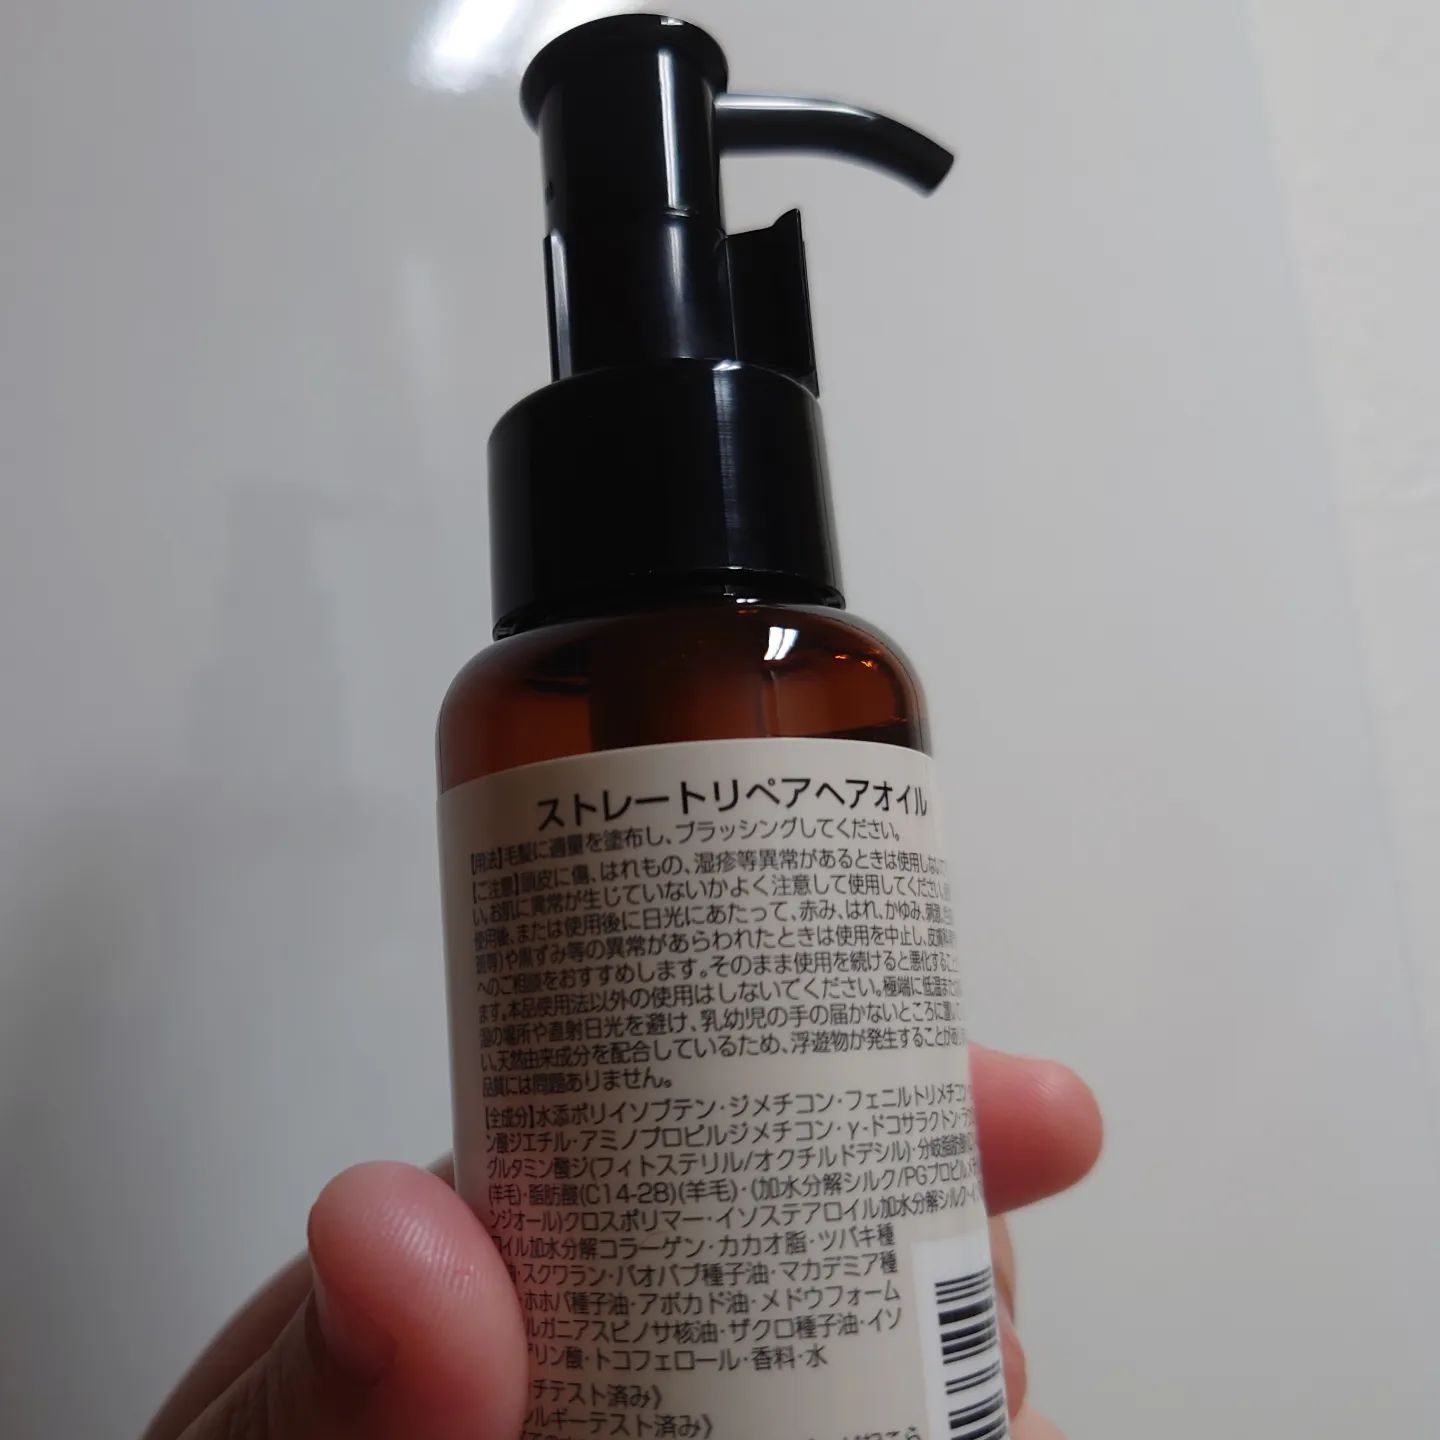 ストレートリペアヘアオイル
【用法】毛髪に適量を塗布し、ブラッシングしてください。
【ご注意】頭皮に傷、はれもの、湿疹等異常があるときは使用しない
い。お肌に異常が生じていないかよく注意して使用してください。
使用後、または使用後に日光にあたって、赤み、はれ、かゆみ、刺激、
斑等)や黒ずみ等の異常があらわれたときは使用を中止し、皮膚
へのご相談をおすすめします。そのまま使用を続けると悪化すること
ます。本品使用法以外の使用はしないでください。極端に低温また
温の場所や直射日光を避け、乳幼児の手の届かないところに置いて
い。天然由来成分を配合しているため、浮遊物が発生することが
品質には問題ありません。
【全成分】水添ポリイソブテン・ジメチコン・フェニルトリメチコン・
ン酸ジエチル・アミノプロピルジメチコン・γ-ドコサラクトン・ラウ
グルタミン酸ジ(フィトステリル/オクチルドデシル)・分岐脂肪酸
(羊毛)・脂肪酸(C14-28)(羊毛)・(加水分解シルク/PGプロピルメチ
ンジオール)クロスポリマー・イソステアロイル加水分解シルク・イ
ロイル加水分解コラーゲン・カカオ脂・ツバキ種
油・スクワラン・バオバブ種子油・マカデミア種
・ホホバ種子油・アボカド油・メドウフォーム
ルガニアスピノサ核油・ザクロ種子油・イソ
アリン酸・トコフェロール・香料・水
チテスト済み》
ルギーテスト済み》